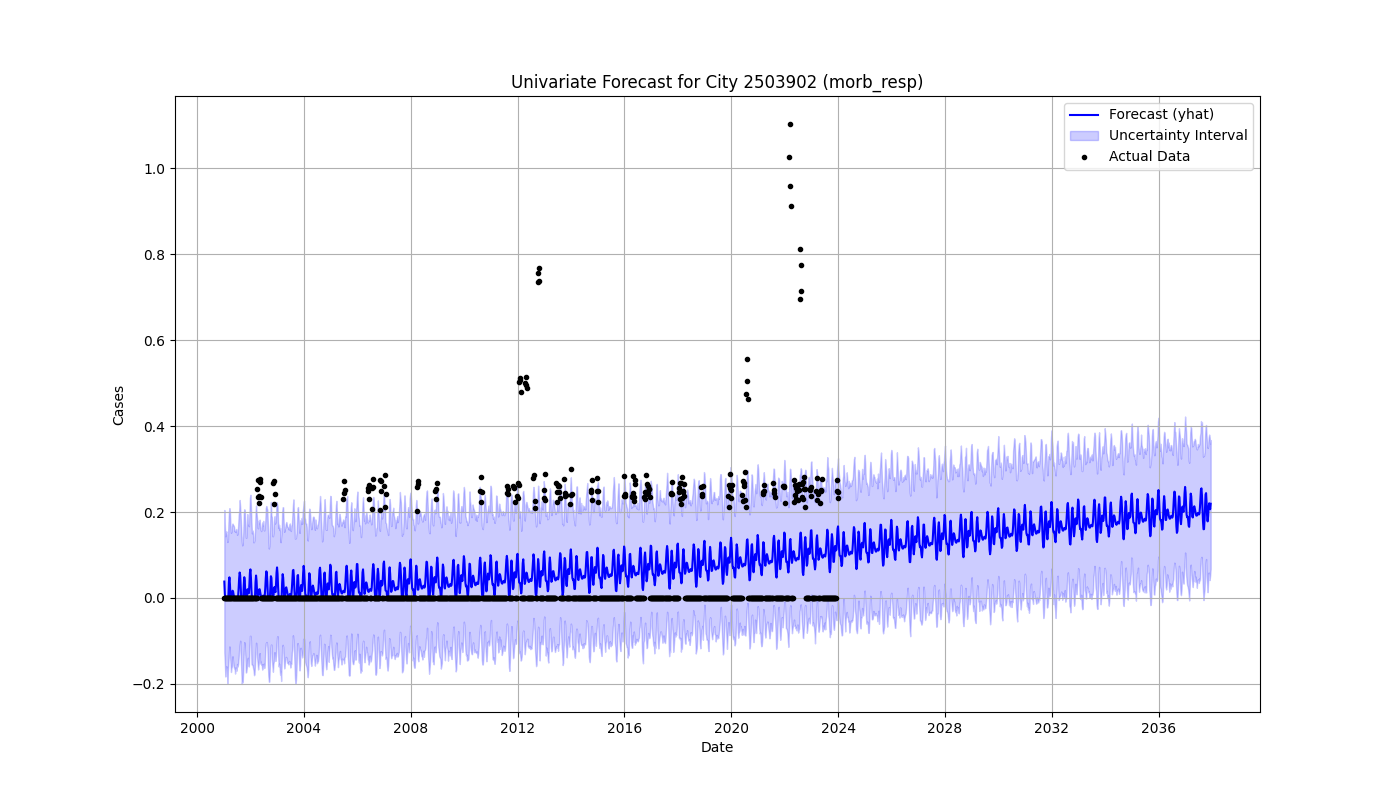 Univariate Forecast for City 2503902 (morb_resp)
Forecast (yhat)
Uncertainty Interval
Actual Data
Cases
1.0
0.8
0.6
0.4
0.2
0.0
−0.2
2000 2004 2008 2012 2016 2020 2024 2028 2032 2036
Date